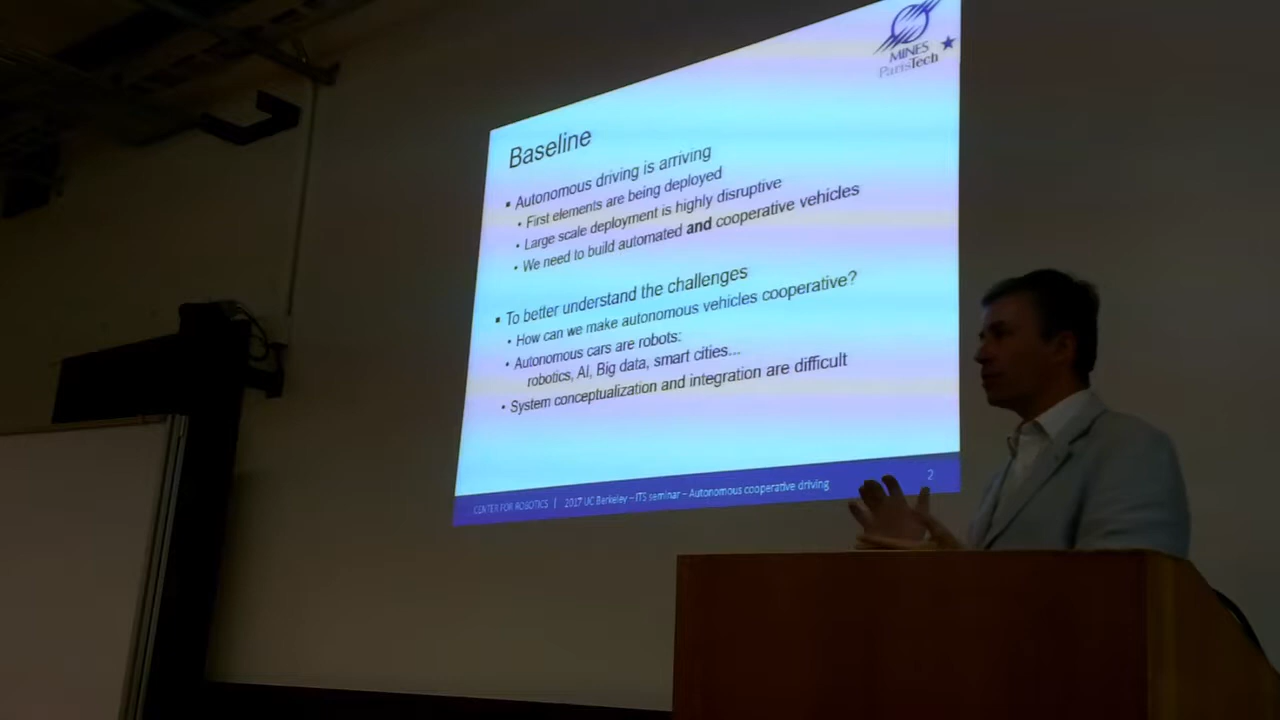 MINES
ParisTech
Baseline
▪ Autonomous driving is arriving
• First elements are being deployed
• Large scale deployment is highly disruptive
• We need to build automated and cooperative vehicles
▪ To better understand the challenges
• How can we make autonomous vehicles cooperative?
• Autonomous cars are robots:
robotics, AI, Big data, smart cities...
• System conceptualization and integration are difficult
CENTER FOR ROBOTICS | 2017 UC Berkeley – ITS seminar – Autonomous cooperative driving
2